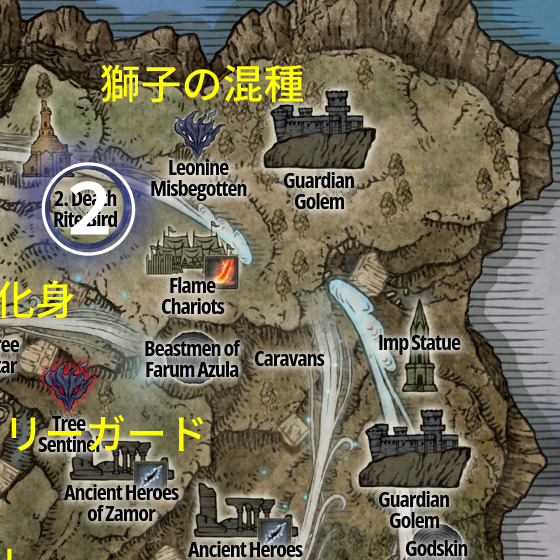 獅子の混種
Leonine
Misbegotten
Guardian
Golem
2. Death
Rite Bird
2
Flame
Chariots
化身
Beastmen of
Farum Azula
Caravans
Imp Statue
Tree
Sentinel
リーガード
Ancient Heroes
of Zamor
Guardian
Golem
Ancient Heroes
Godskin